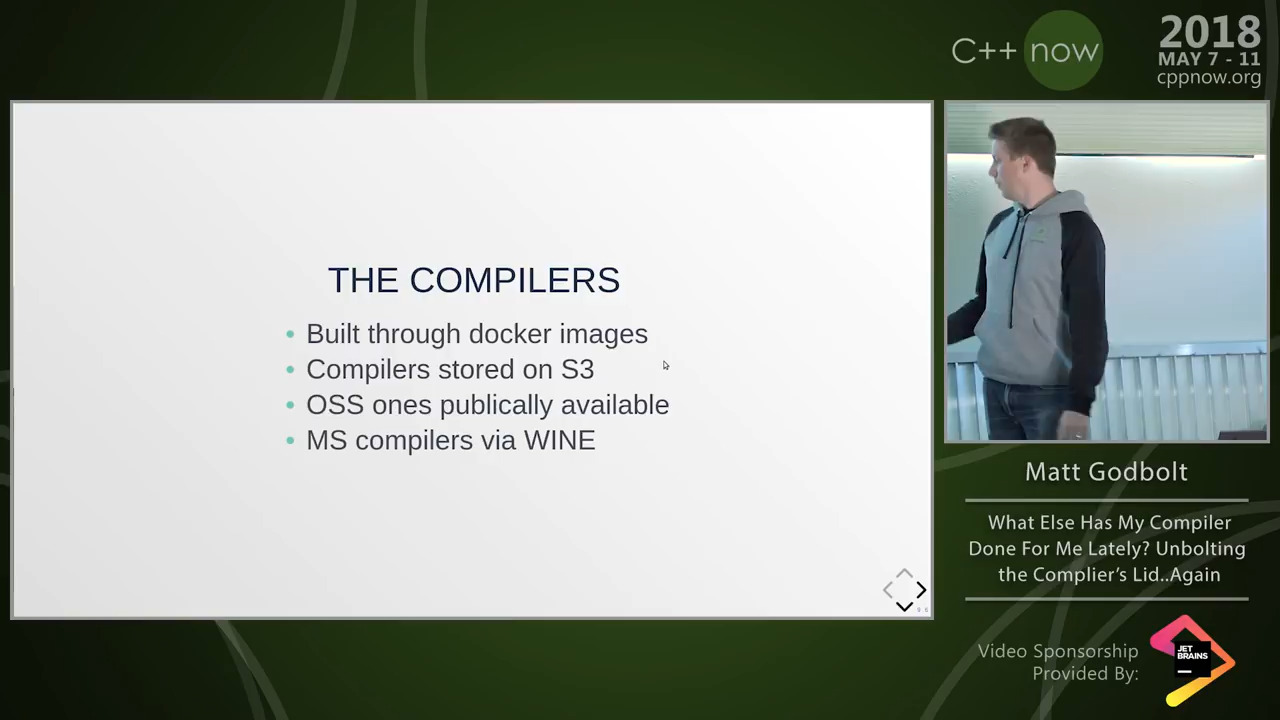 C++ now
2018
MAY 7 - 11
cppnow.org
THE COMPILERS
• Built through docker images
• Compilers stored on S3
• OSS ones publically available
• MS compilers via WINE
Matt Godbolt
What Else Has My Compiler
Done For Me Lately? Unbolting
the Complier's Lid..Again
Video Sponsorship
Provided By:
JET
BRAINS